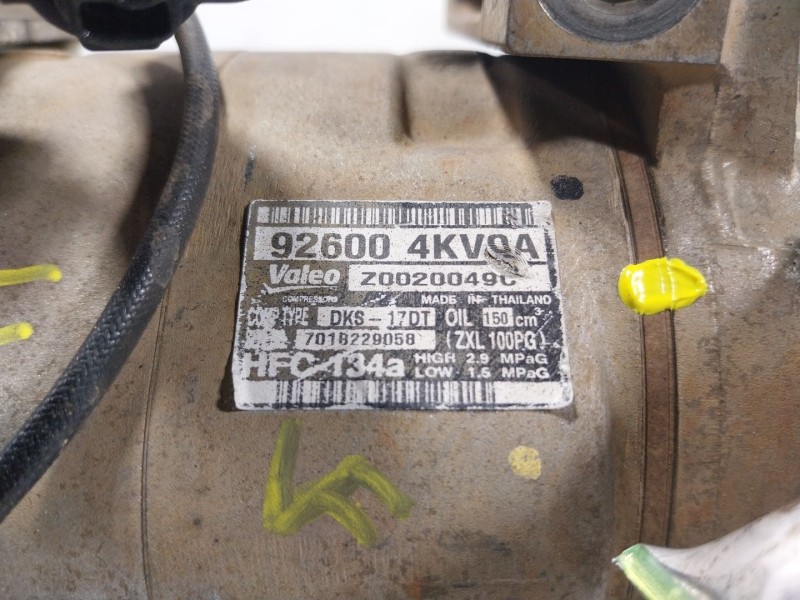 92600 4KV9A
Valeo Z0020049C
COMPRESSORS MADE IN THAILAND
COMP TYPE DKS-17DT OIL 150 cm³
7018229058 (ZXL 100PG)
HFC-134a HIGH 2.9 MPaG
LOW 1.5 MPaG